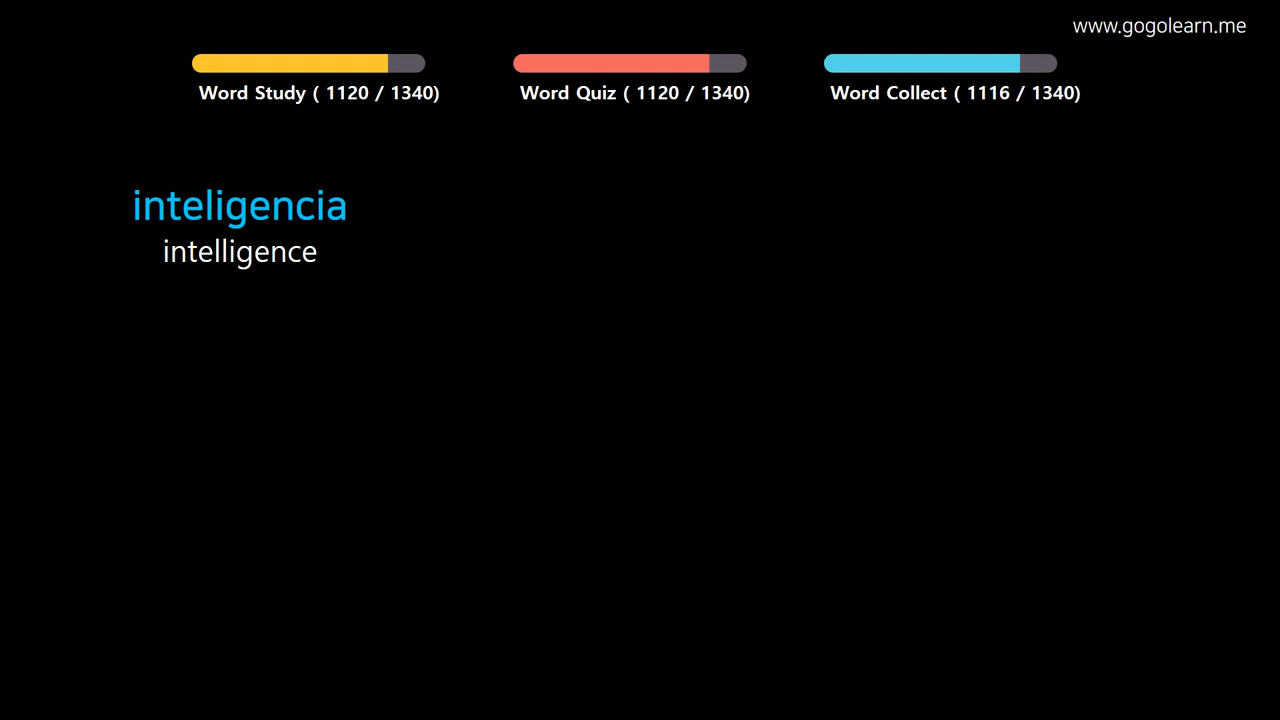 www.gogolearn.me
Word Study ( 1120 / 1340)
Word Quiz ( 1120 / 1340)
Word Collect ( 1116 / 1340)
inteligencia
intelligence